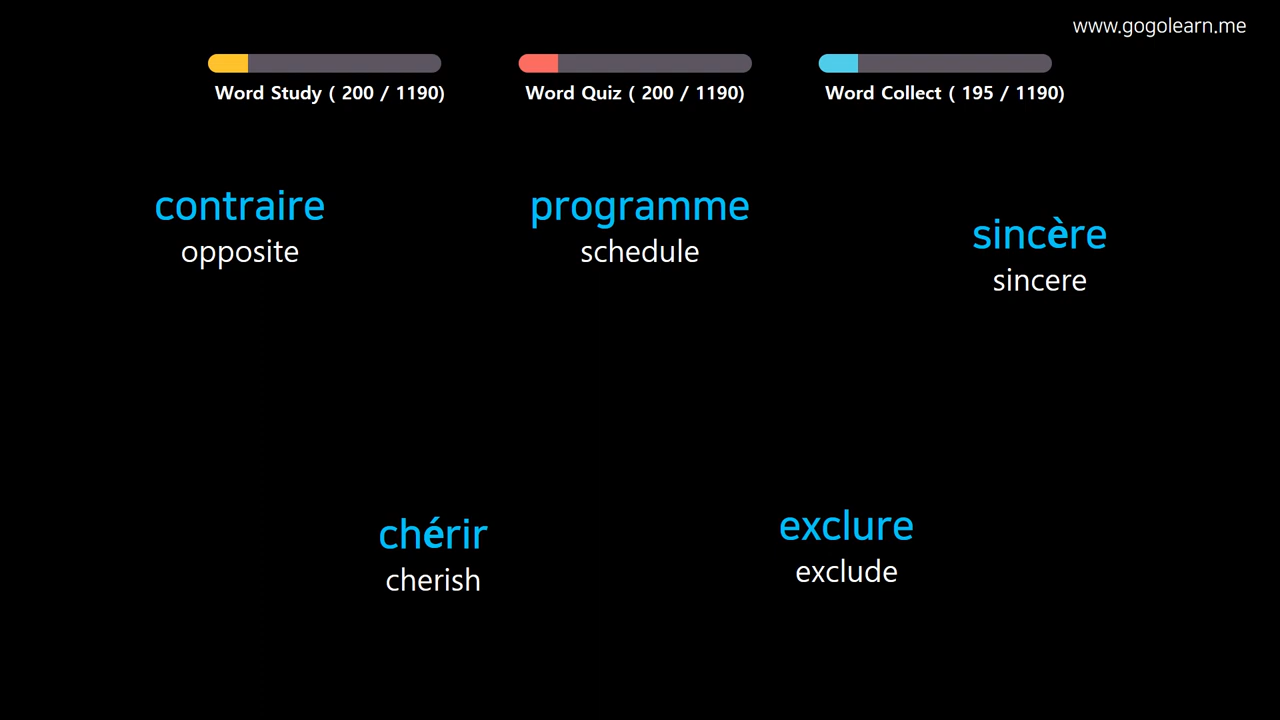 www.gogolearn.me
Word Study ( 200 / 1190)
Word Quiz ( 200 / 1190)
Word Collect ( 195 / 1190)
contraire
opposite
programme
schedule
sincère
sincere
chérir
cherish
exclure
exclude